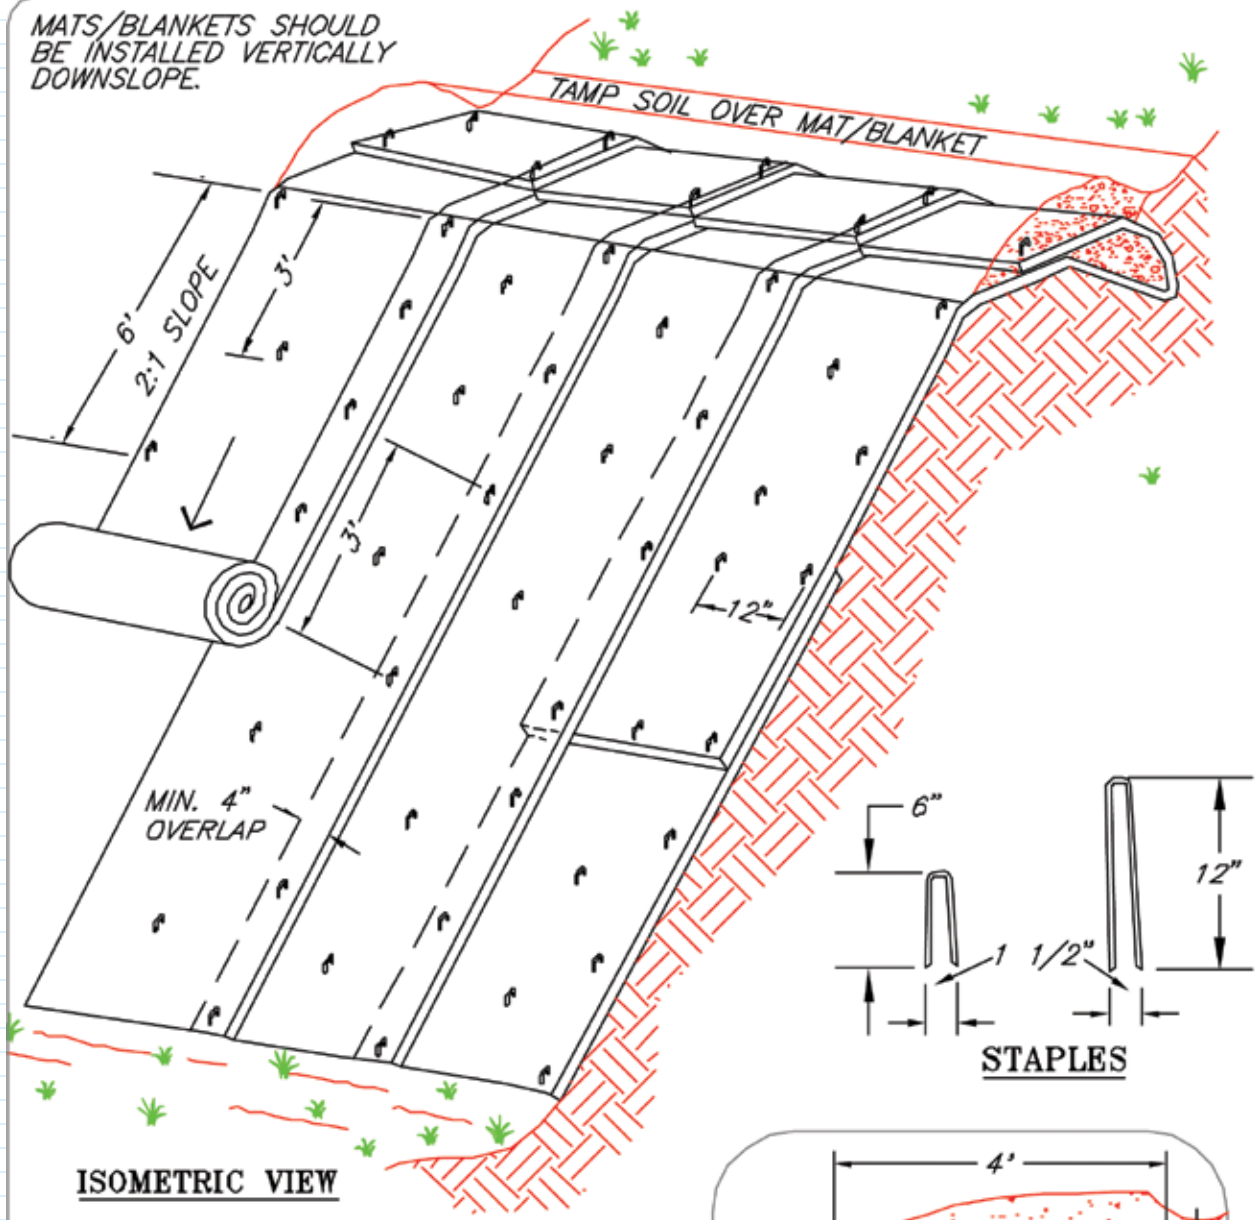 MATS/BLANKETS SHOULD
BE INSTALLED VERTICALLY
DOWNSLOPE.
TAMP SOIL OVER MAT/BLANKET
6'
2:1 SLOPE
3'
3'
12"
MIN. 4"
OVERLAP
6"
12"
1 1/2"
STAPLES
ISOMETRIC VIEW
4'